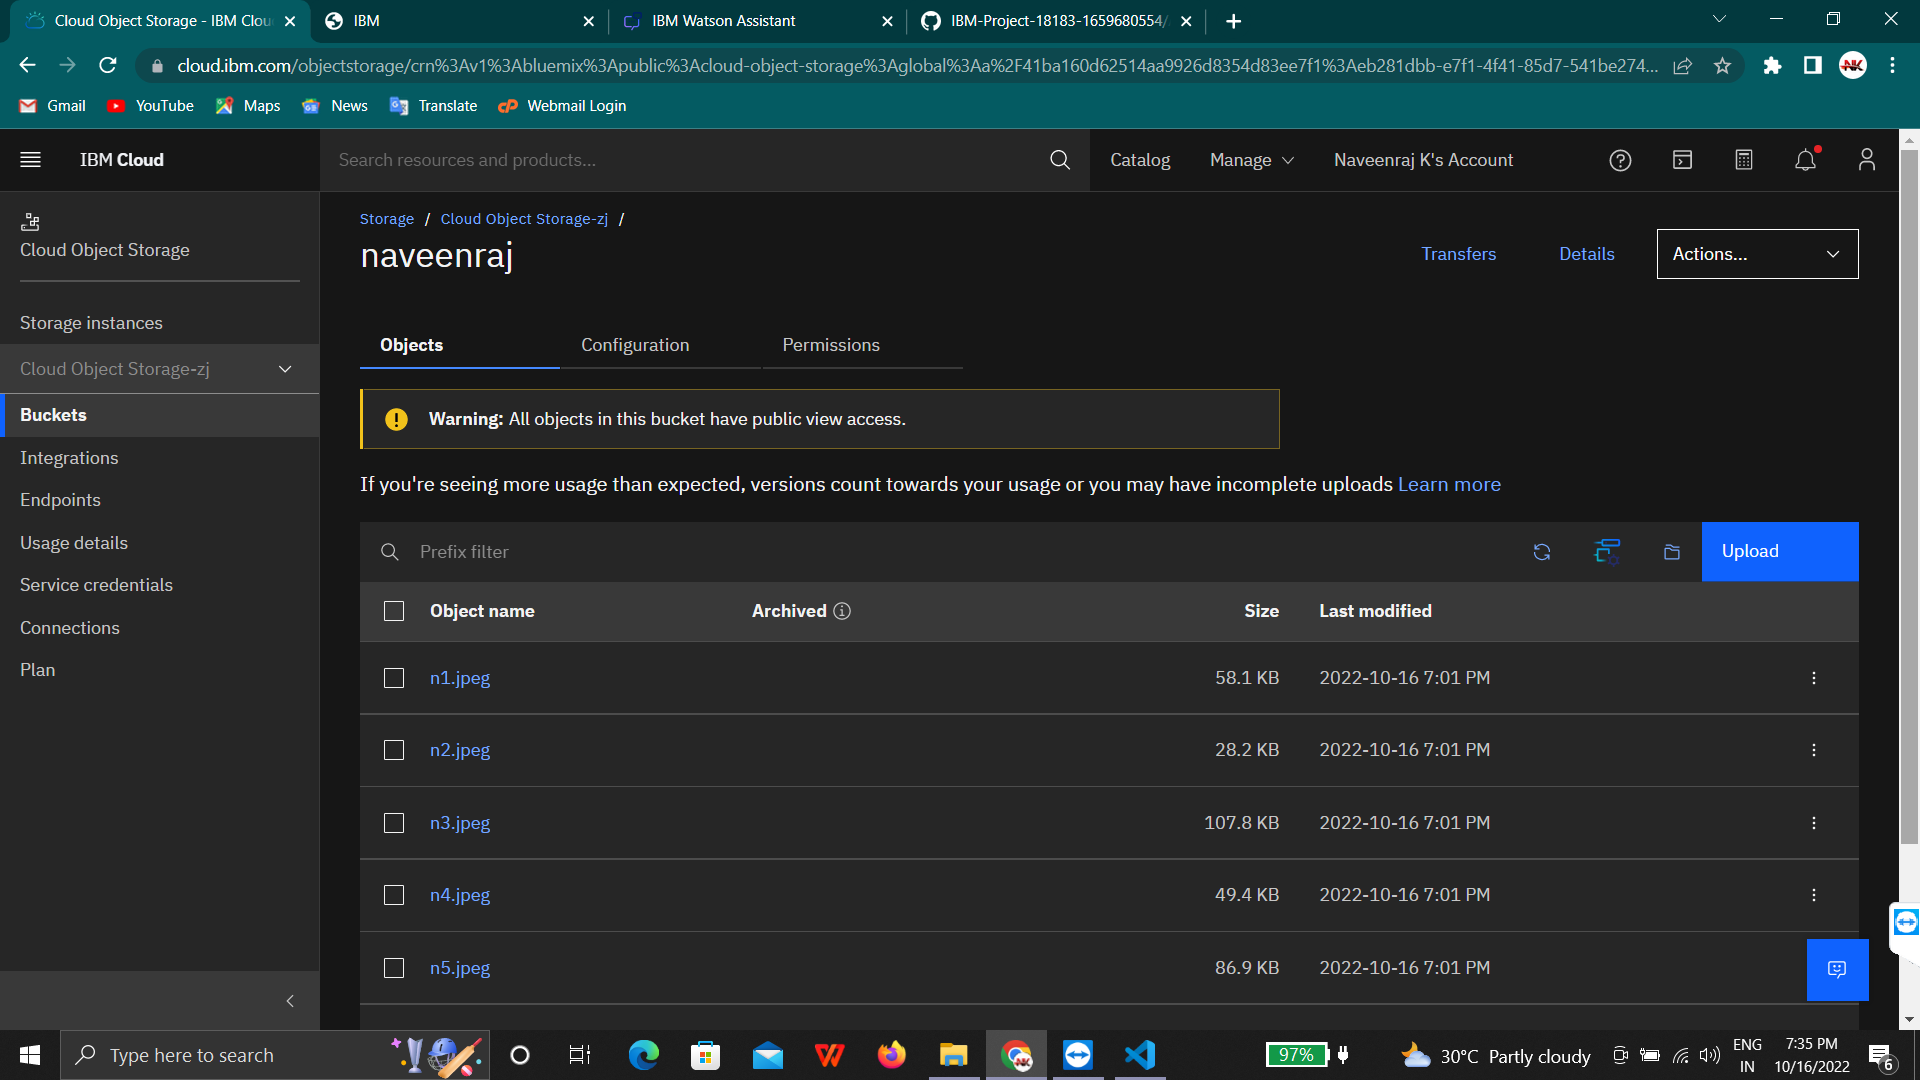 Cloud Object Storage - IBM Clou
IBM
IBM Watson Assistant
IBM-Project-18183-1659680554/
cloud.ibm.com/objectstorage/crn%3Av1%3Abluemix%3Apublic%3Acloud-object-storage%3Aglobal%3Aa%2F41ba160d62514aa9926d8354d83ee7f1%3Aeb281dbb-e7f1-4f41-85d7-541be274...
NK
Gmail
YouTube
Maps
News
Translate
Webmail Login
IBM Cloud
Search resources and products...
Catalog
Manage
Naveenraj K's Account
Cloud Object Storage
Storage instances
Cloud Object Storage-zj
Buckets
Integrations
Endpoints
Usage details
Service credentials
Connections
Plan
Storage / Cloud Object Storage-zj /
naveenraj
Transfers
Details
Actions...
Objects
Configuration
Permissions
Warning: All objects in this bucket have public view access.
If you're seeing more usage than expected, versions count towards your usage or you may have incomplete uploads Learn more
Prefix filter
Upload
Object name Archived Size Last modified
n1.jpeg 58.1 KB 2022-10-16 7:01 PM
n2.jpeg 28.2 KB 2022-10-16 7:01 PM
n3.jpeg 107.8 KB 2022-10-16 7:01 PM
n4.jpeg 49.4 KB 2022-10-16 7:01 PM
n5.jpeg 86.9 KB 2022-10-16 7:01 PM
Type here to search
97%
30°C Partly cloudy
ENG
IN
7:35 PM
10/16/2022
6